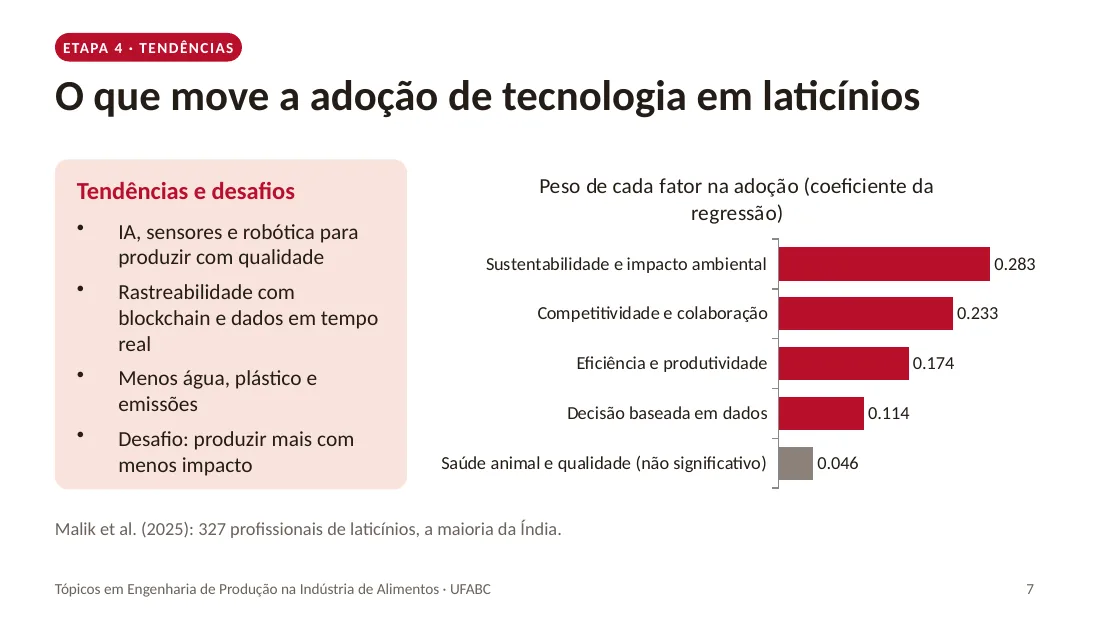 ETAPA 4 · TENDÊNCIAS
O que move a adoção de tecnologia em laticínios
Tendências e desafios
• IA, sensores e robótica para
produzir com qualidade
• Rastreabilidade com
blockchain e dados em tempo
real
• Menos água, plástico e
emissões
• Desafio: produzir mais com
menos impacto
Peso de cada fator na adoção (coeficiente da
regressão)
Sustentabilidade e impacto ambiental 0.283
Competitividade e colaboração 0.233
Eficiência e produtividade 0.174
Decisão baseada em dados 0.114
Saúde animal e qualidade (não significativo) 0.046
Malik et al. (2025): 327 profissionais de laticínios, a maioria da Índia.
Tópicos em Engenharia de Produção na Indústria de Alimentos · UFABC 7